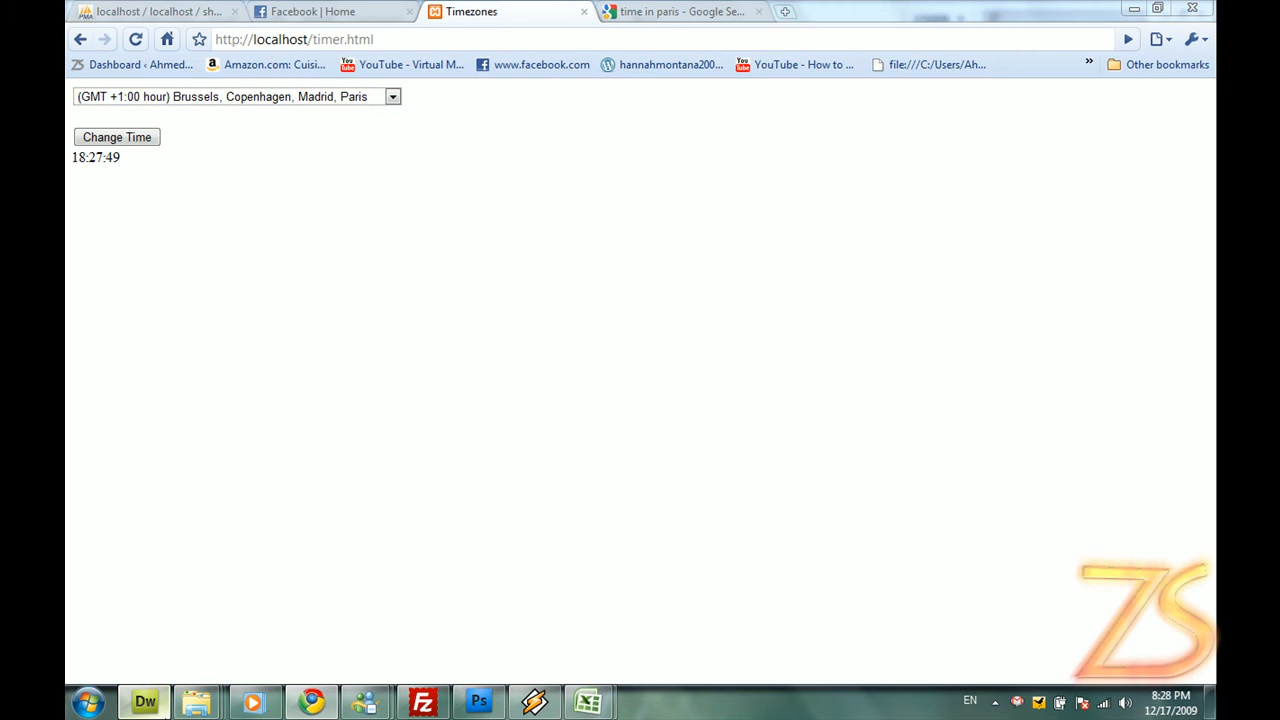 localhost / localhost / sh...
Facebook | Home
Timezones
time in paris - Google Se...
http://localhost/timer.html
Dashboard ‹ Ahmed...
Amazon.com: Cuisi...
YouTube - Virtual M...
www.facebook.com
hannahmontana200...
YouTube - How to ...
file:///C:/Users/Ah...
»
Other bookmarks
(GMT +1:00 hour) Brussels, Copenhagen, Madrid, Paris
Change Time
18:27:49
ZS
Dw
Fz
Ps
EN
8:28 PM
12/17/2009